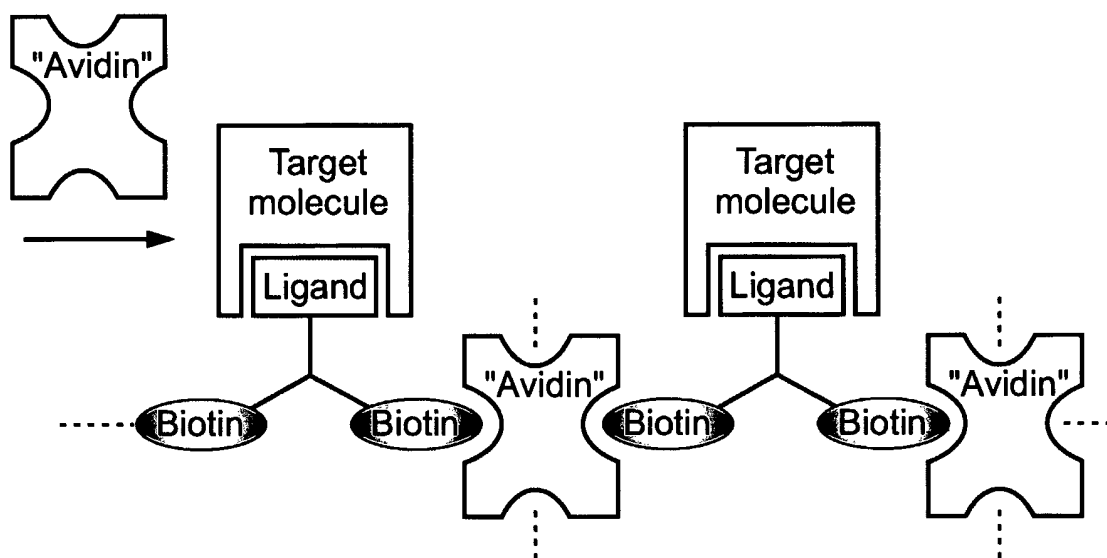 "Avidin"
Target
molecule
Ligand
Target
molecule
Ligand
"Avidin"
"Avidin"
Biotin
Biotin
Biotin
Biotin